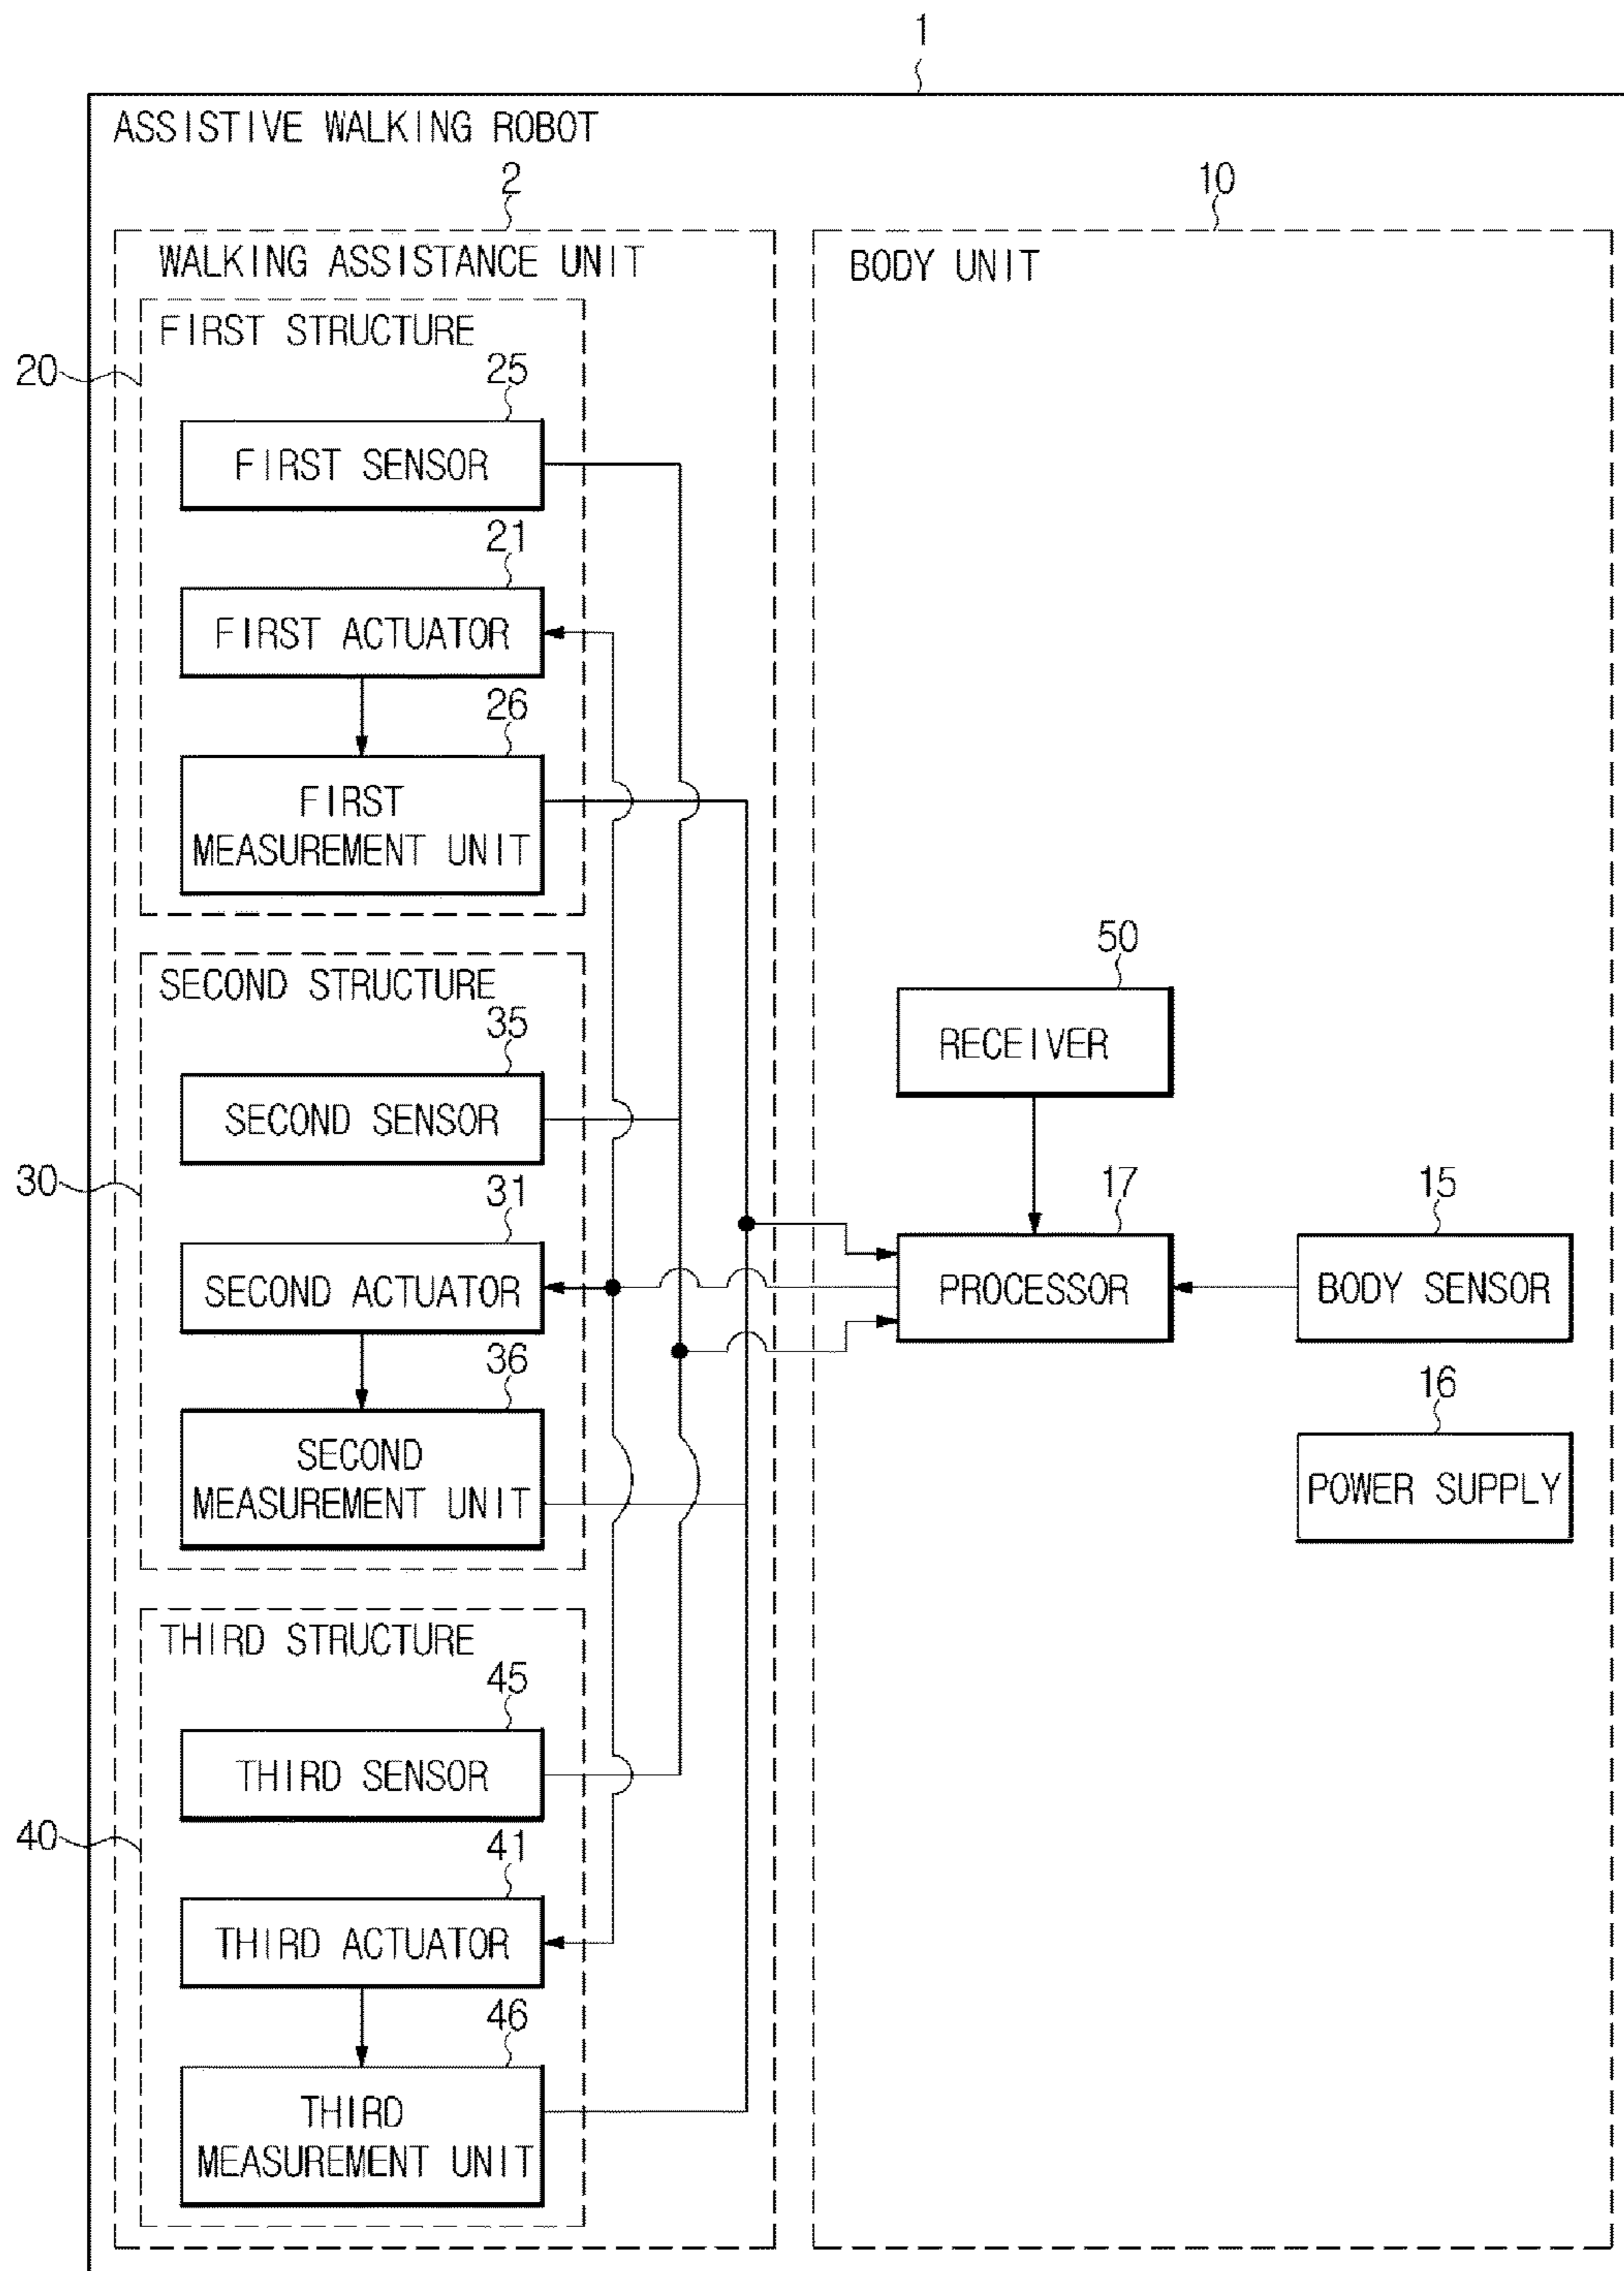 1
ASSISTIVE WALKING ROBOT
2
10
WALKING ASSISTANCE UNIT
BODY UNIT
FIRST STRUCTURE
20
25
FIRST SENSOR
21
FIRST ACTUATOR
26
FIRST
MEASUREMENT UNIT
SECOND STRUCTURE
30
35
SECOND SENSOR
31
SECOND ACTUATOR
36
SECOND
MEASUREMENT UNIT
THIRD STRUCTURE
40
45
THIRD SENSOR
41
THIRD ACTUATOR
46
THIRD
MEASUREMENT UNIT
50
RECEIVER
17
PROCESSOR
15
BODY SENSOR
16
POWER SUPPLY